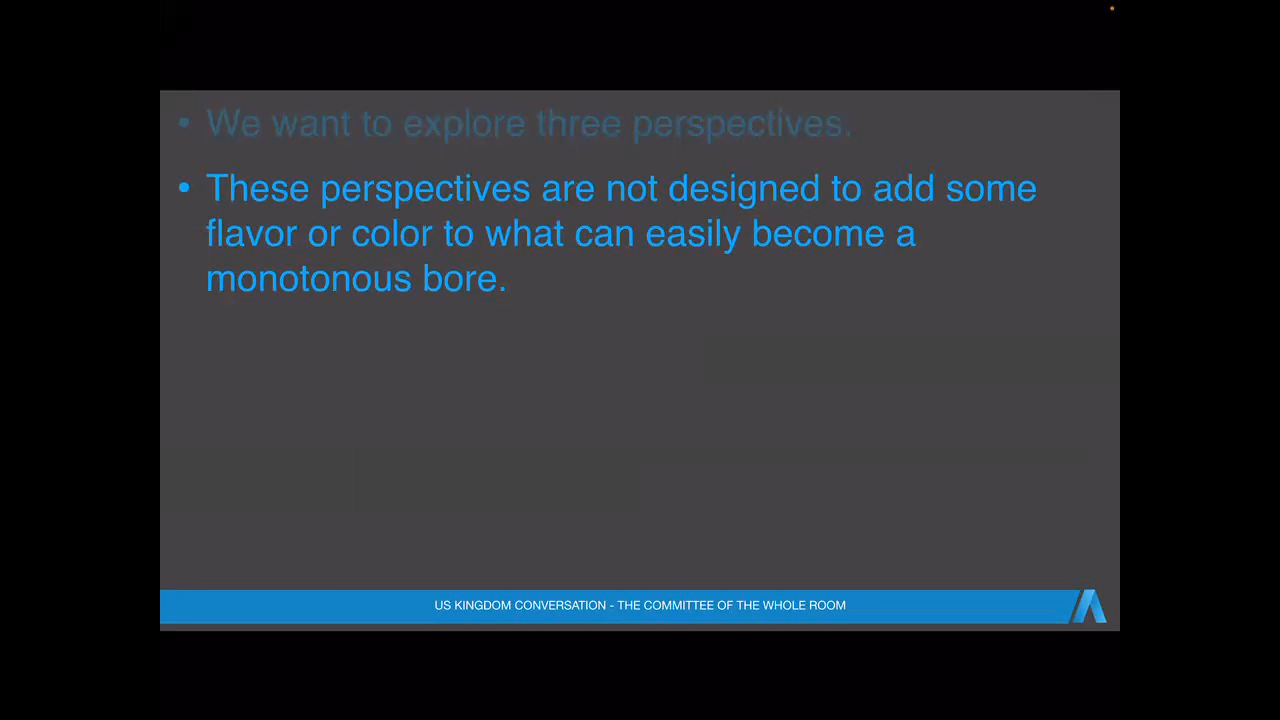 • We want to explore three perspectives.
• These perspectives are not designed to add some
flavor or color to what can easily become a
monotonous bore.
US KINGDOM CONVERSATION - THE COMMITTEE OF THE WHOLE ROOM